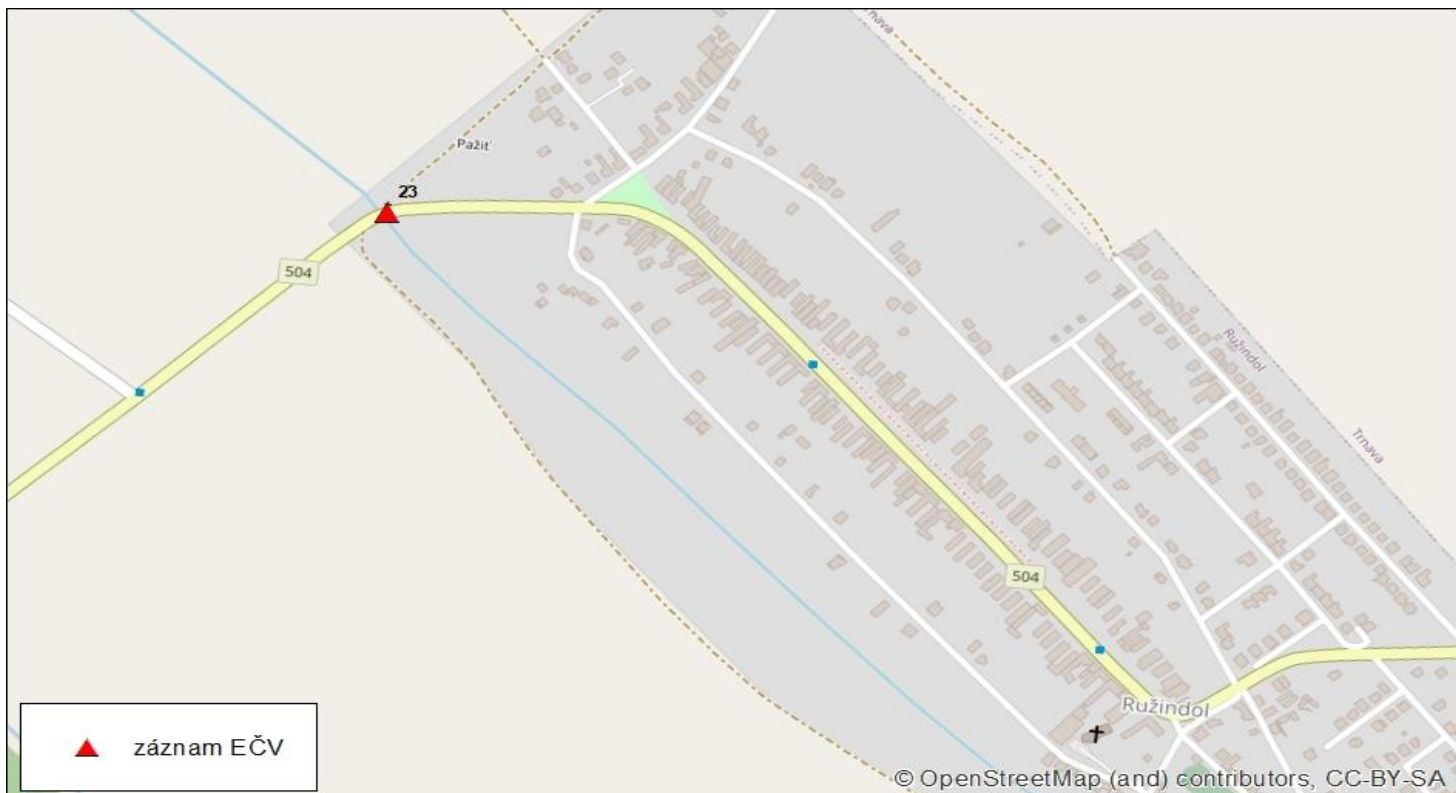 Trnava
Pažiť
23
504
Ružindol
Trnava
504
Ružindol
záznam EČV
© OpenStreetMap (and) contributors, CC-BY-SA